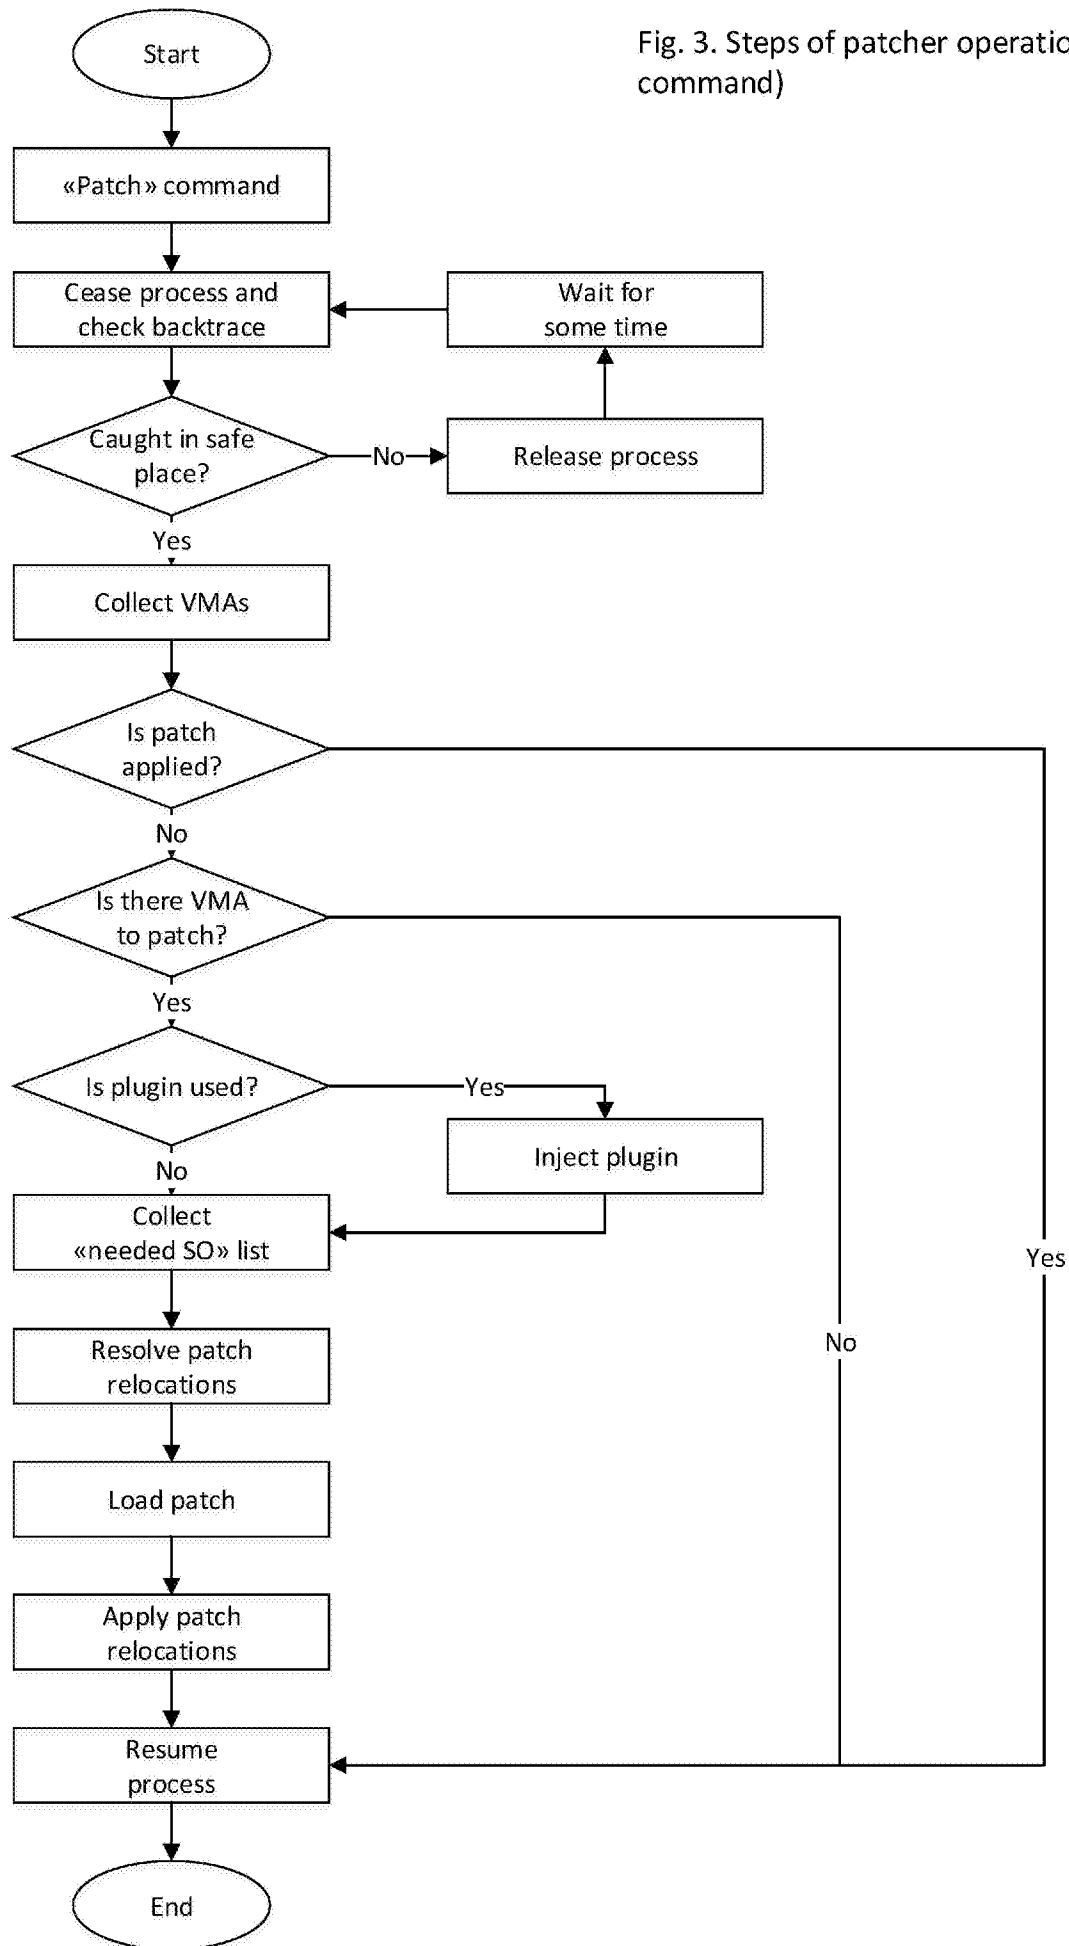 Start
Fig. 3. Steps of patcher operatio
command)
«Patch» command
Cease process and
check backtrace
Wait for
some time
Caught in safe
place?
No
Release process
Yes
Collect VMAs
Is patch
applied?
No
Is there VMA
to patch?
Yes
Is plugin used?
Yes
Inject plugin
No
Collect
«needed SO» list
Yes
Resolve patch
relocations
No
Load patch
Apply patch
relocations
Resume
process
End